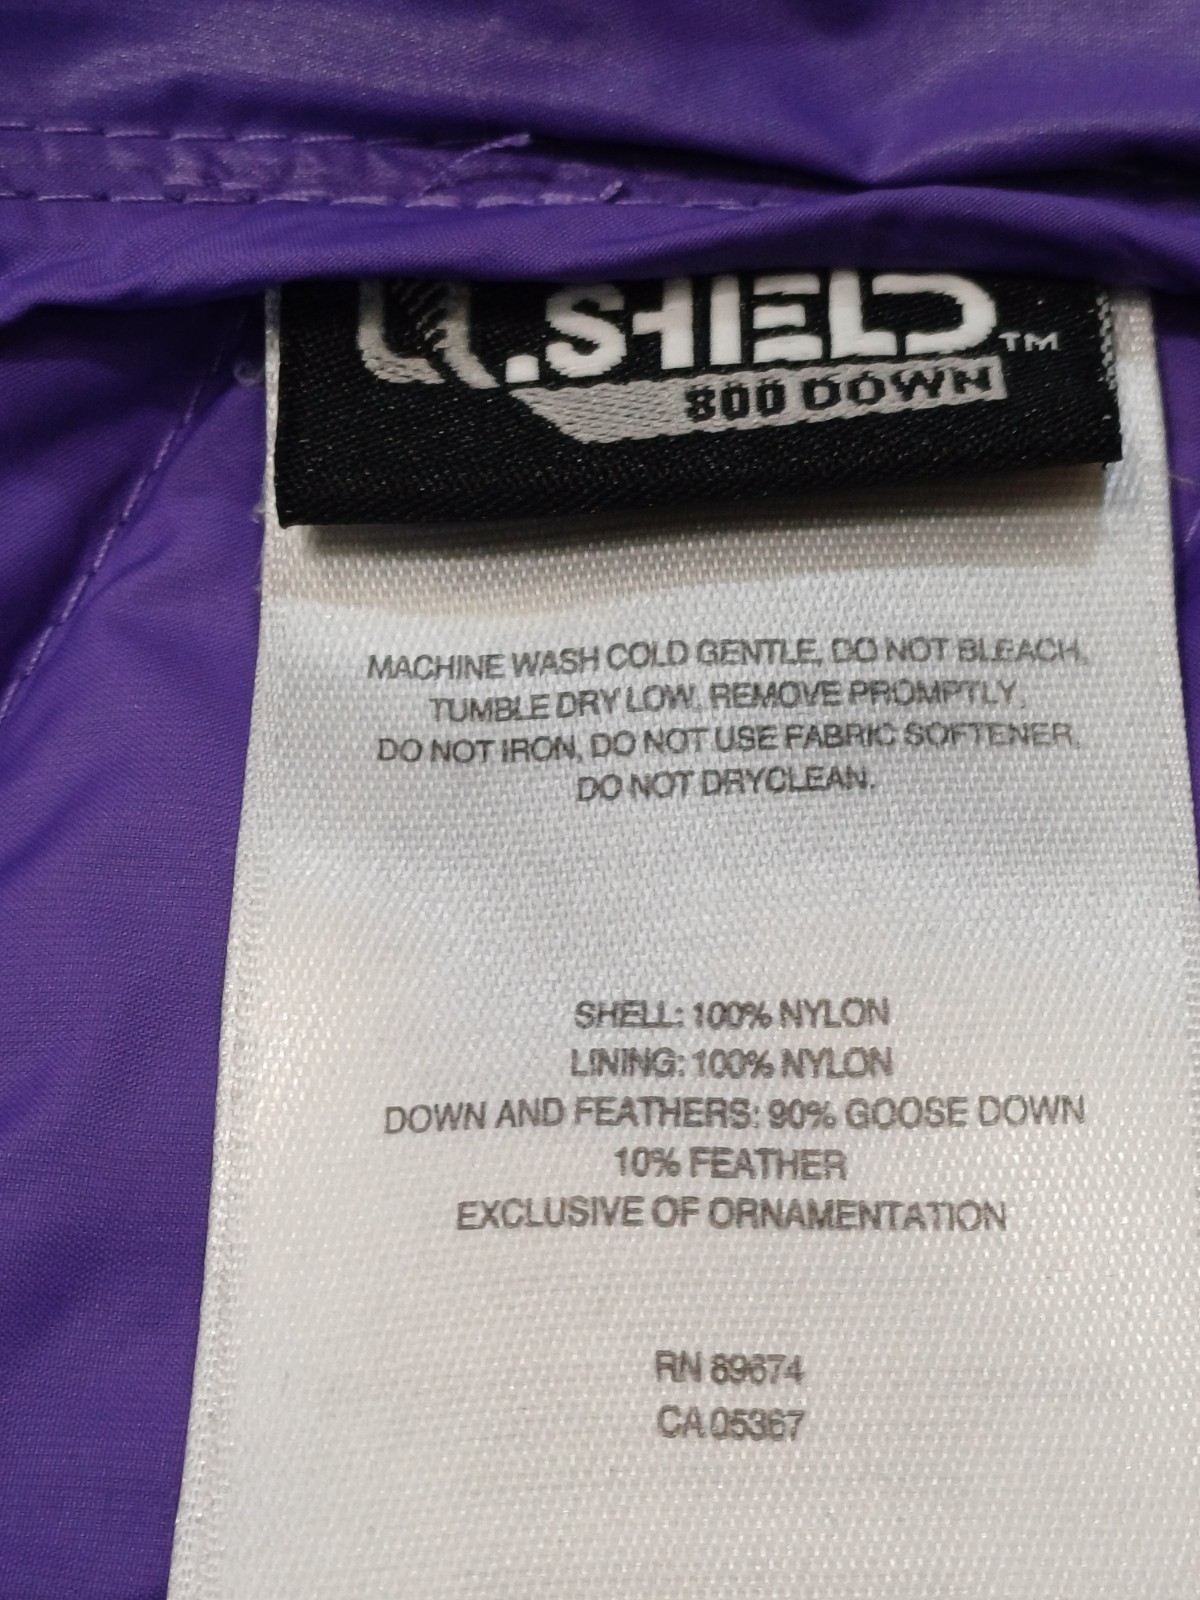 Q.SHIELD™
800 DOWN
MACHINE WASH COLD GENTLE, DO NOT BLEACH,
TUMBLE DRY LOW, REMOVE PROMPTLY,
DO NOT IRON, DO NOT USE FABRIC SOFTENER,
DO NOT DRYCLEAN.
SHELL: 100% NYLON
LINING: 100% NYLON
DOWN AND FEATHERS: 90% GOOSE DOWN
10% FEATHER
EXCLUSIVE OF ORNAMENTATION
RN 89674
CA 05367